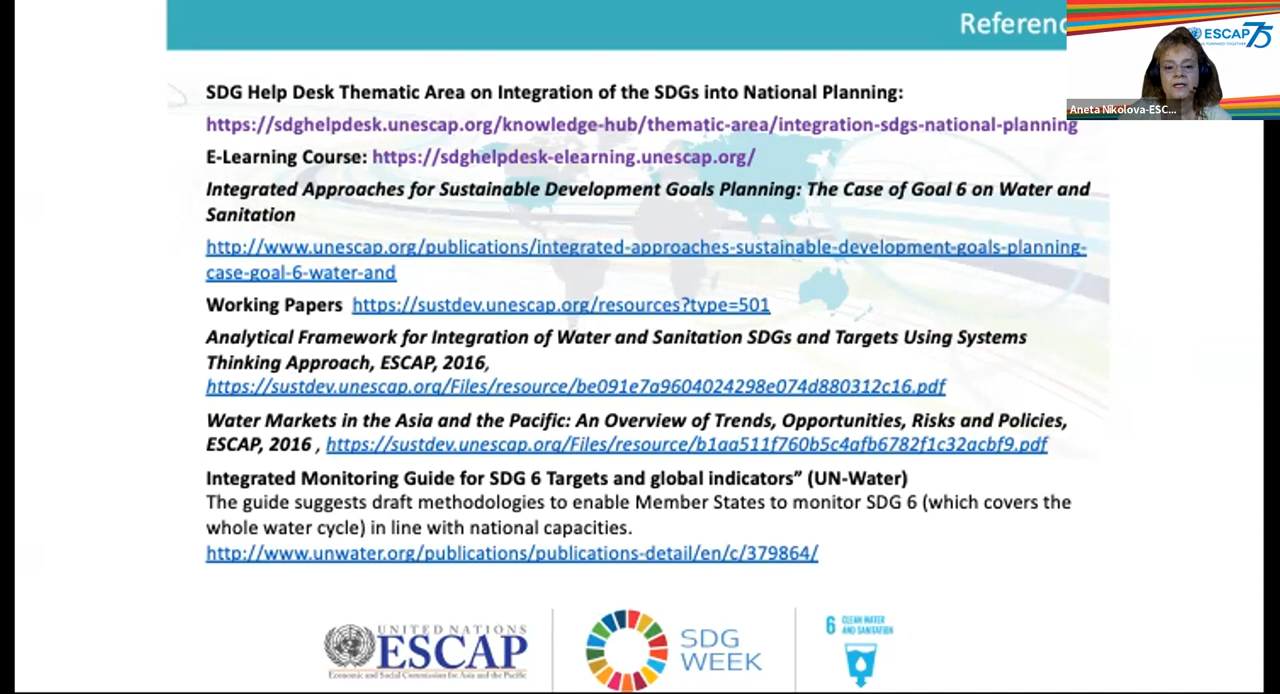 Referenc
ESCAP 75
Aneta Nikolova-ESC...
SDG Help Desk Thematic Area on Integration of the SDGs into National Planning:
https://sdghelpdesk.unescap.org/knowledge-hub/thematic-area/integration-sdgs-national-planning
E-Learning Course: https://sdghelpdesk-elearning.unescap.org/
Integrated Approaches for Sustainable Development Goals Planning: The Case of Goal 6 on Water and
Sanitation
http://www.unescap.org/publications/integrated-approaches-sustainable-development-goals-planning-
case-goal-6-water-and
Working Papers https://sustdev.unescap.org/resources?type=501
Analytical Framework for Integration of Water and Sanitation SDGs and Targets Using Systems
Thinking Approach, ESCAP, 2016,
https://sustdev.unescap.org/Files/resource/be091e7a9604024298e074d880312c16.pdf
Water Markets in the Asia and the Pacific: An Overview of Trends, Opportunities, Risks and Policies,
ESCAP, 2016 , https://sustdev.unescap.org/Files/resource/b1aa511f760b5c4afb6782f1c32acbf9.pdf
Integrated Monitoring Guide for SDG 6 Targets and global indicators” (UN-Water)
The guide suggests draft methodologies to enable Member States to monitor SDG 6 (which covers the
whole water cycle) in line with national capacities.
http://www.unwater.org/publications/publications-detail/en/c/379864/
UNITED NATIONS
ESCAP
Economic and Social Commission for Asia and the Pacific
SDG
WEEK
6 CLEAN WATER
AND SANITATION